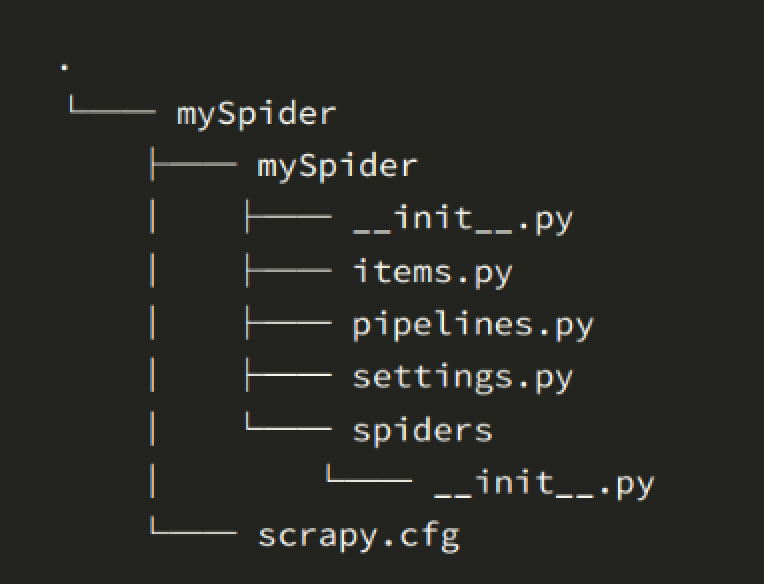 .
└── mySpider
├── mySpider
│ ├── __init__.py
│ ├── items.py
│ ├── pipelines.py
│ ├── settings.py
│ └── spiders
│ └── __init__.py
└── scrapy.cfg